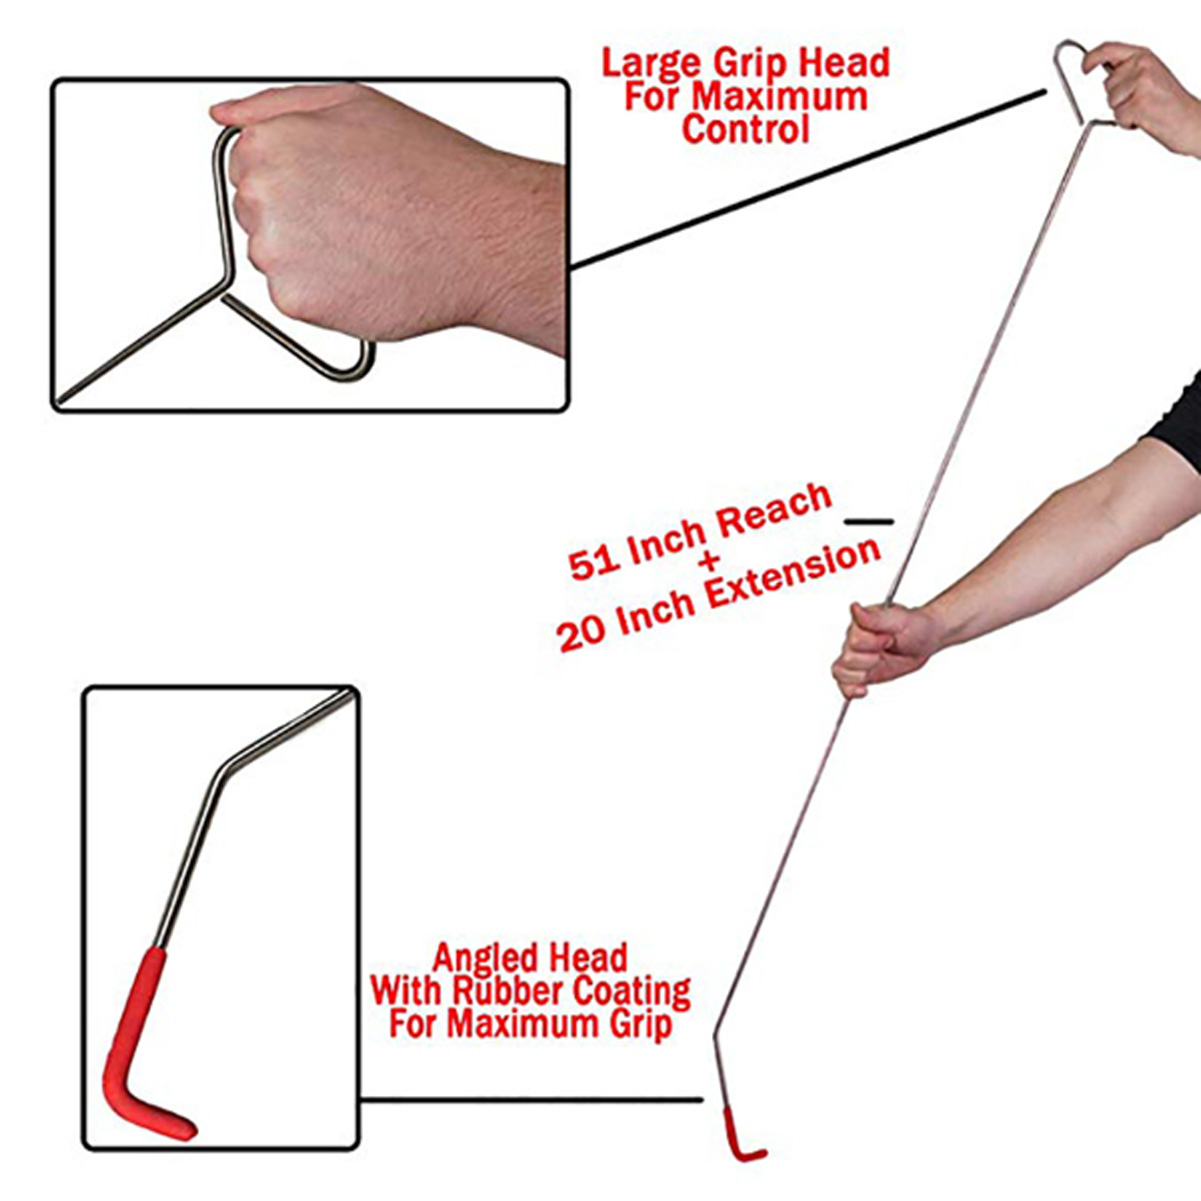 Large Grip Head
For Maximum
Control
51 Inch Reach
+
20 Inch Extension
Angled Head
With Rubber Coating
For Maximum Grip